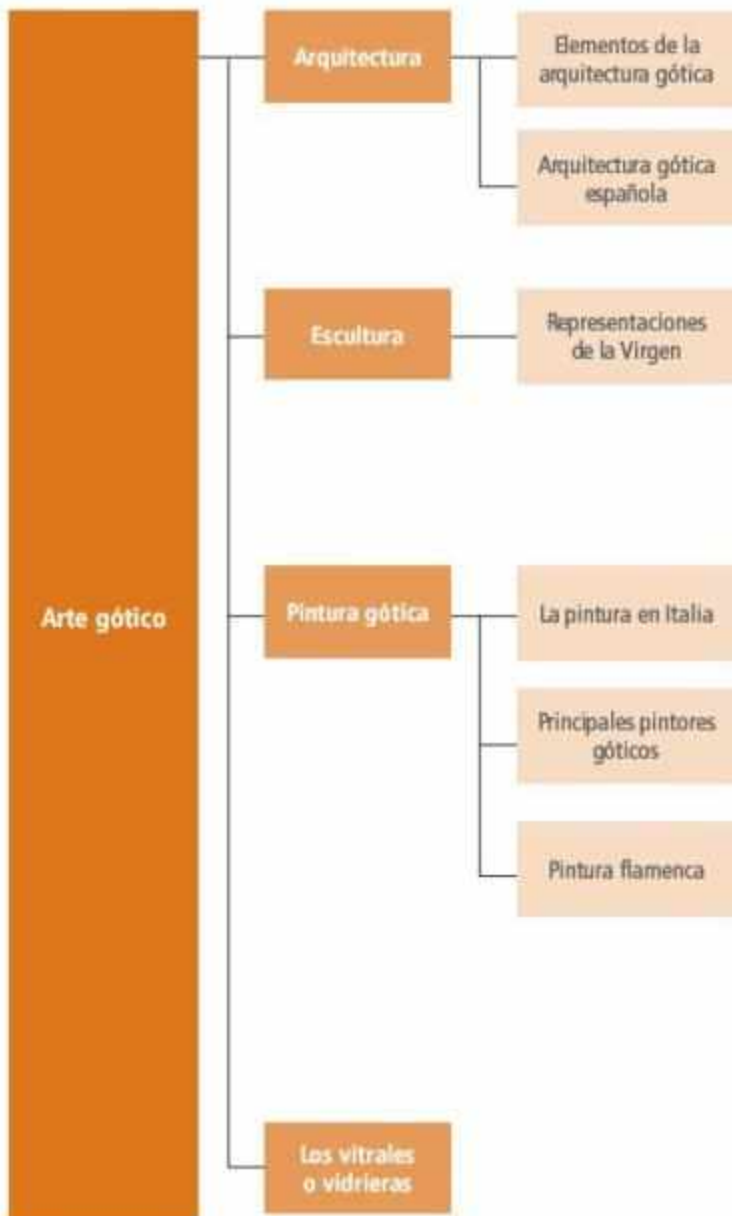 Arte gótico
Arquitectura
Elementos de la
arquitectura gótica
Arquitectura gótica
española
Escultura
Representaciones
de la Virgen
Pintura gótica
La pintura en Italia
Principales pintores
góticos
Pintura flamenca
Los vitrales
o vidrieras